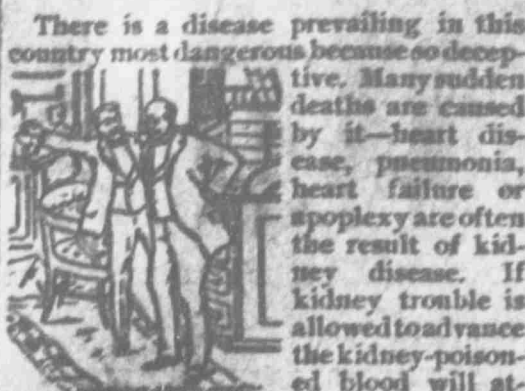 There is a disease prevailing in this
country most dangerous because so decep-
tive. Many sudden
deaths are caused
by it—heart dis-
ease, pneumonia,
heart failure or
apoplexy are often
the result of kid-
ney disease. If
kidney trouble is
allowed to advance
the kidney-poison-
ed blood will at-